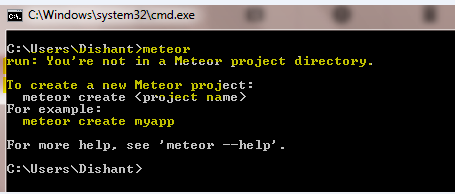 C:\Windows\system32\cmd.exe
C:\Users\Dishant>meteor
run: You're not in a Meteor project directory.
To create a new Meteor project:
meteor create <project name>
For example:
meteor create myapp
For more help, see 'meteor --help'.
C:\Users\Dishant>